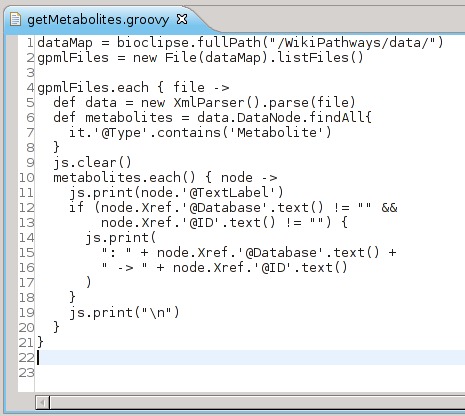 getMetabolites.groovy
1 dataMap = bioclipse.fullPath("/WikiPathways/data/")
2 gpmlFiles = new File(dataMap).listFiles()
3
4 gpmlFiles.each { file ->
5   def data = new XmlParser().parse(file)
6   def metabolites = data.DataNode.findAll{
7     it.'@Type'.contains('Metabolite')
8   }
9   js.clear()
10   metabolites.each() { node ->
11     js.print(node.'@TextLabel')
12     if (node.Xref.'@Database'.text() != "" &&
13         node.Xref.'@ID'.text() != "") {
14       js.print(
15         ": " + node.Xref.'@Database'.text() +
16         " -> " + node.Xref.'@ID'.text()
17       )
18     }
19     js.print("\n")
20   }
21 }
22
23